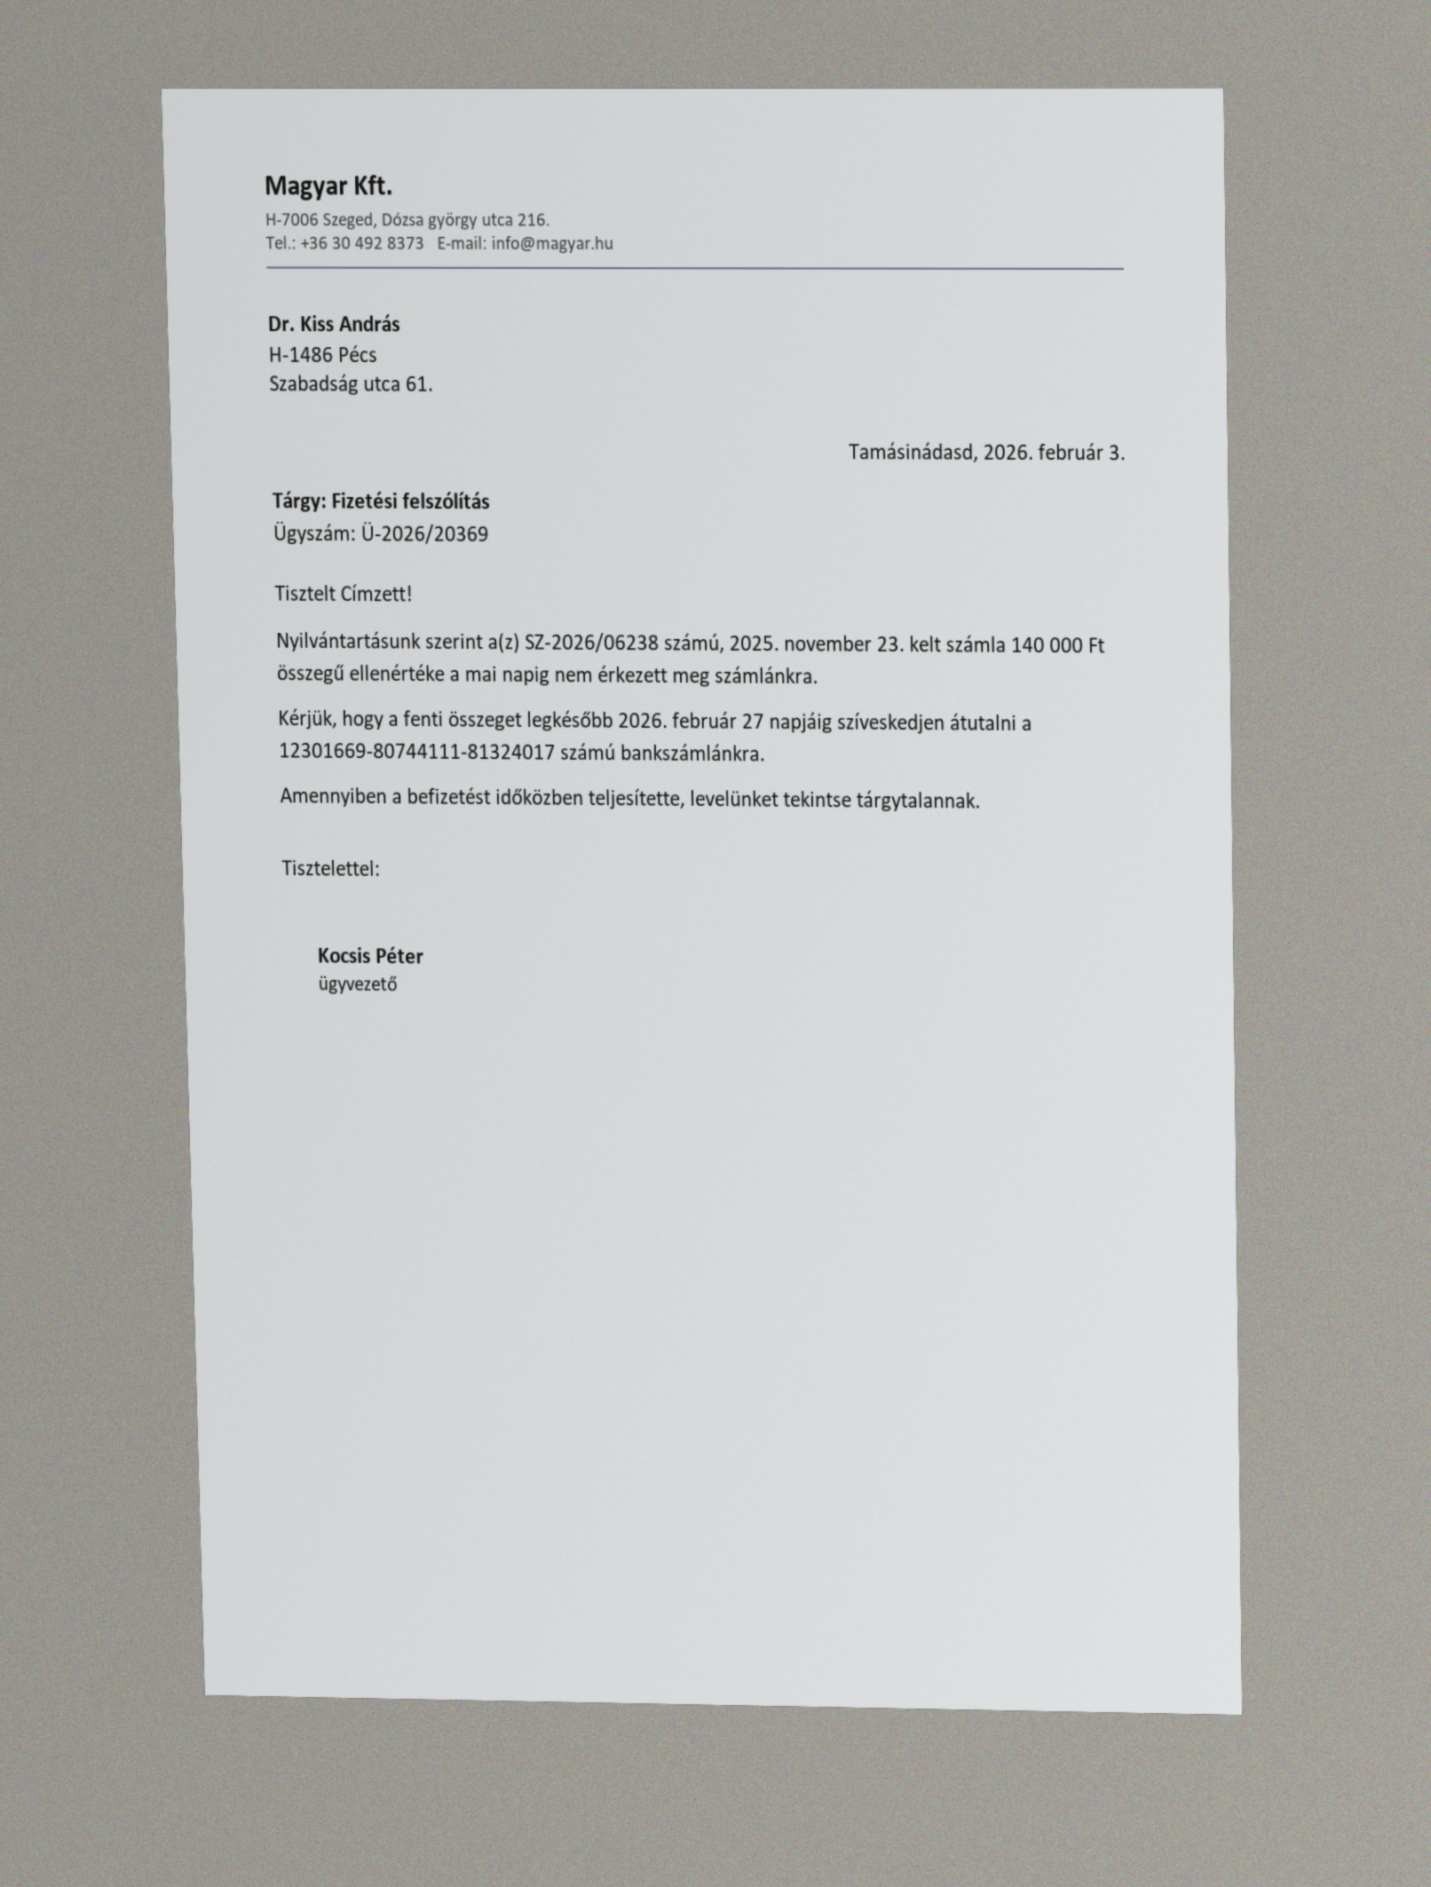 Magyar Kft.
H-7006 Szeged, Dózsa györgy utca 216.
Tel.: +36 30 492 8373 E-mail: info@magyar.hu
Dr. Kiss András
H-1486 Pécs
Szabadság utca 61.
Tamásinádasd, 2026. február 3.
Tárgy: Fizetési felszólítás
Ügyszám: Ü-2026/20369
Tisztelt Címzett!
Nyilvántartásunk szerint a(z) SZ-2026/06238 számú, 2025. november 23. kelt számla 140 000 Ft
összegű ellenértéke a mai napig nem érkezett meg számlánkra.
Kérjük, hogy a fenti összeget legkésőbb 2026. február 27 napjáig szíveskedjen átutalni a
12301669-80744111-81324017 számú bankszámlánkra.
Amennyiben a befizetést időközben teljesítette, levelünket tekintse tárgytalannak.
Tisztelettel:
Kocsis Péter
ügyvezető